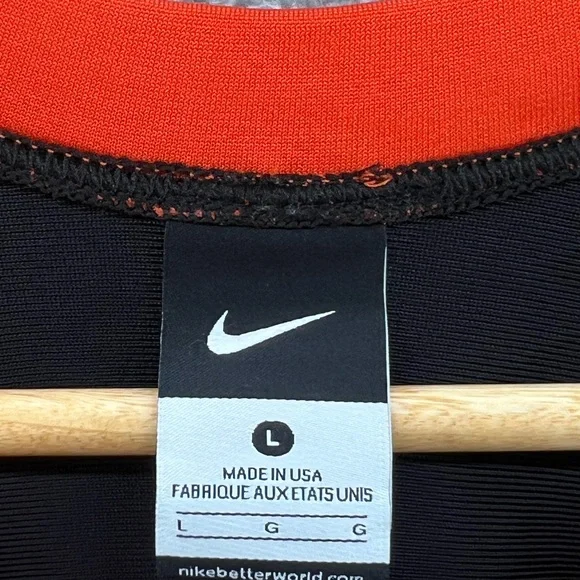 L
MADE IN USA
FABRIQUE AUX ETATS UNIS
L G G
nikebetterworld.com